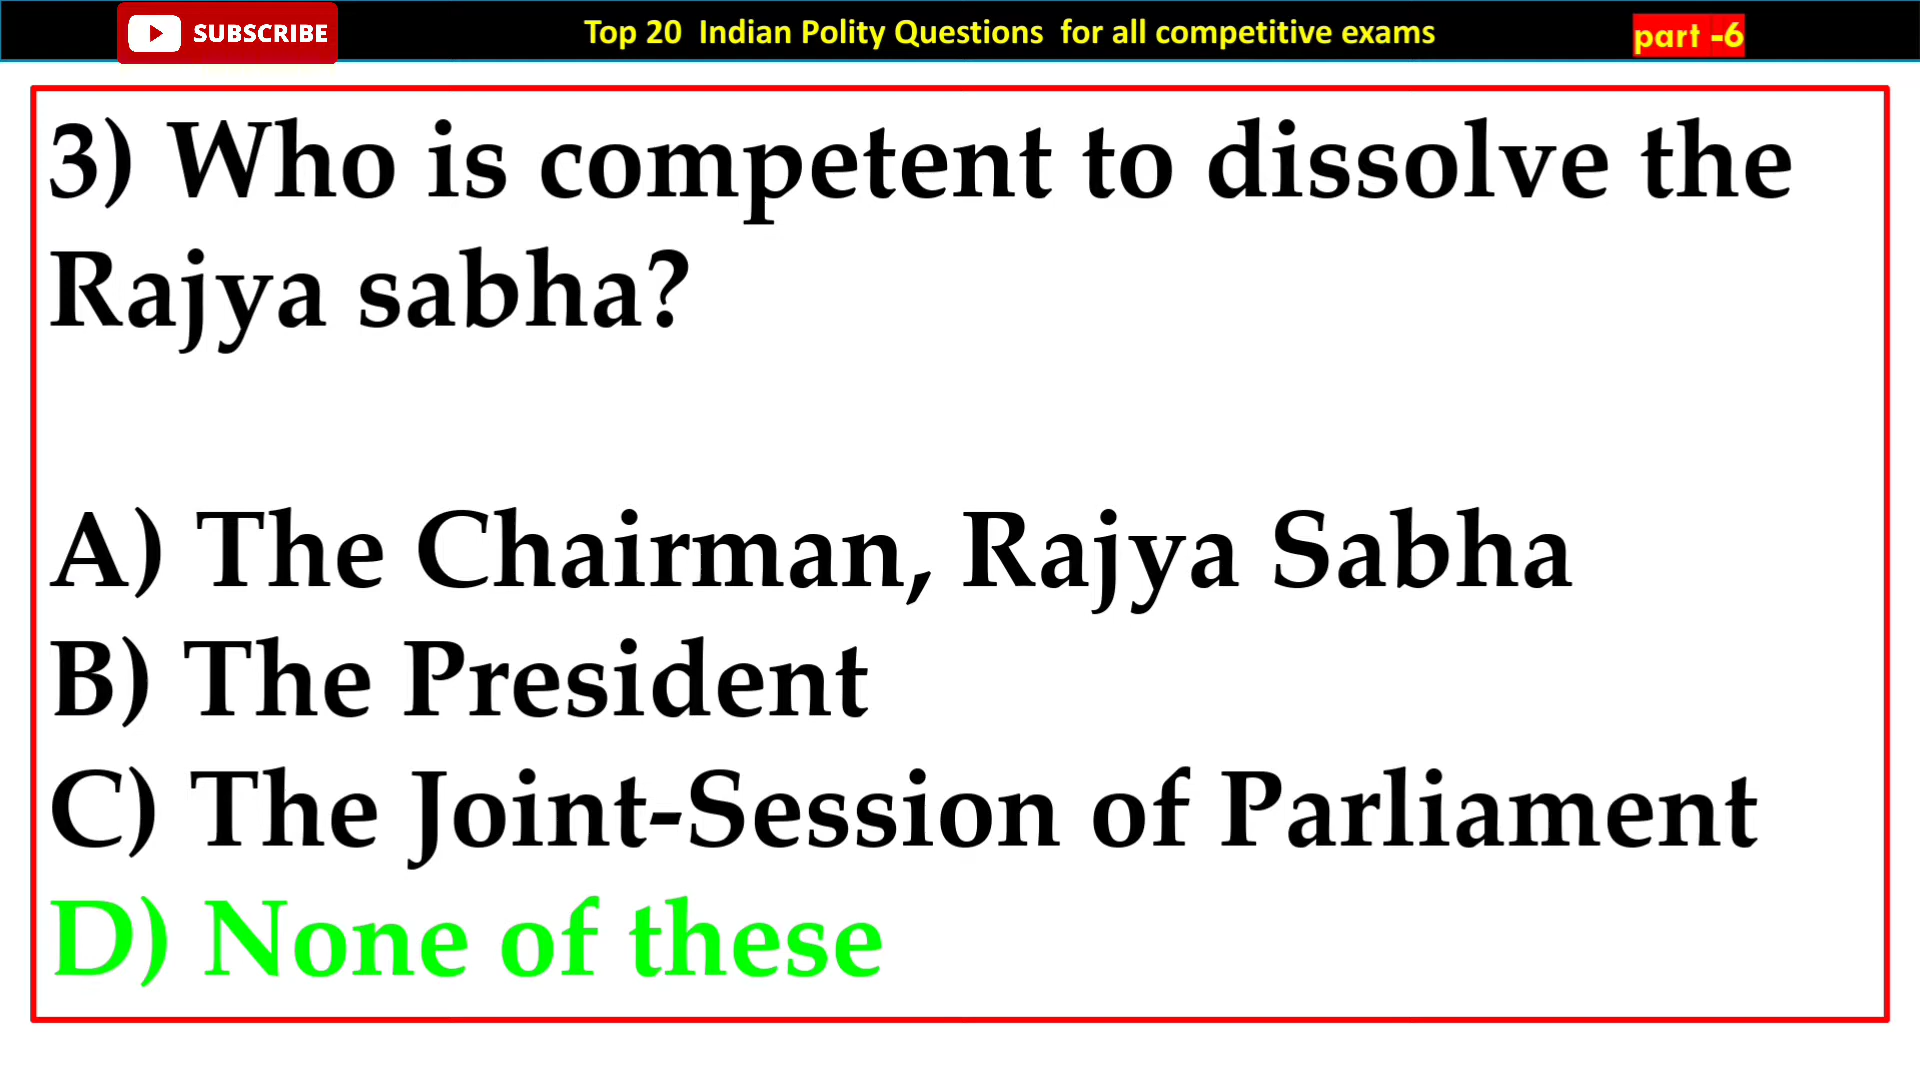 SUBSCRIBE
Top 20  Indian Polity Questions  for all competitive exams
part -6
3) Who is competent to dissolve the
Rajya sabha?
A) The Chairman, Rajya Sabha
B) The President
C) The Joint-Session of Parliament
D) None of these